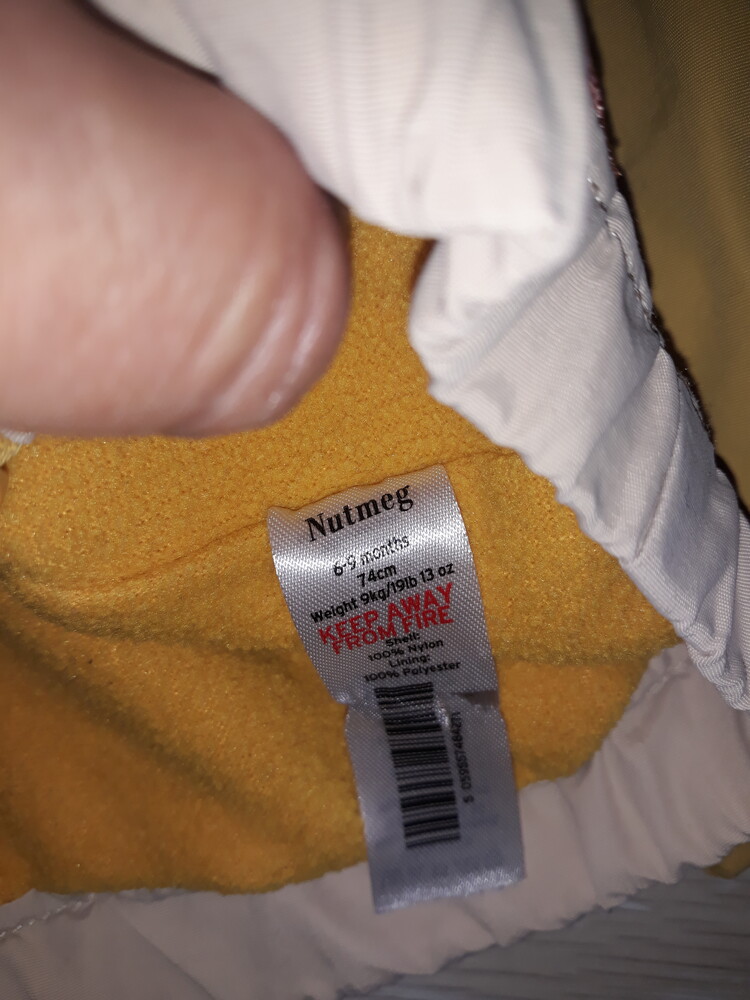 Nutmeg
6-9 months
74cm
Weight 9kg/19lb 13 oz
KEEP AWAY
FROM FIRE
Shell:
100% Nylon
Lining:
100% Polyester